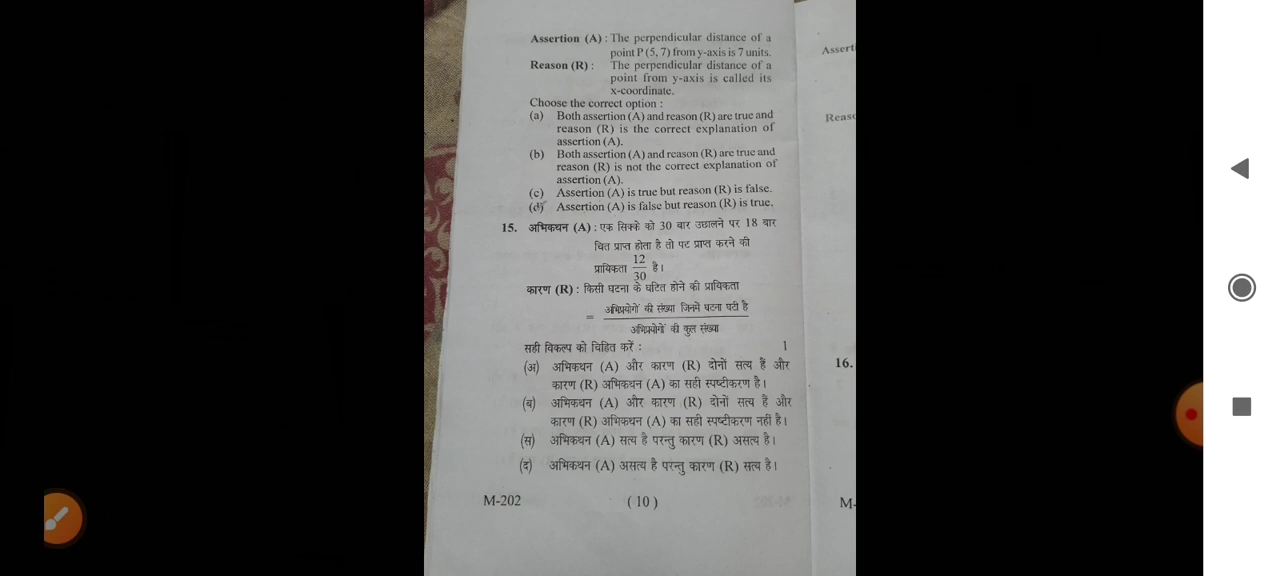 Assertion (A) : The perpendicular distance of a
point P (5, 7) from y-axis is 7 units.
Reason (R) : The perpendicular distance of a
point from y-axis is called its
x-coordinate.
Choose the correct option :
(a) Both assertion (A) and reason (R) are true and
reason (R) is the correct explanation of
assertion (A).
(b) Both assertion (A) and reason (R) are true and
reason (R) is not the correct explanation of
assertion (A).
(c) Assertion (A) is true but reason (R) is false.
(d) Assertion (A) is false but reason (R) is true.
15. अभिकथन (A) : एक सिक्के को 30 बार उछालने पर 18 बार
चित प्राप्त होता है तो पट प्राप्त करने की
प्रायिकता 12/30 है।
कारण (R) : किसी घटना के घटित होने की प्रायिकता
= अभिप्रयोगों की संख्या जिनमें घटना घटी है
अभिप्रयोगों की कुल संख्या
सही विकल्प को चिह्नित करें : 1
(अ) अभिकथन (A) और कारण (R) दोनों सत्य हैं और
कारण (R) अभिकथन (A) का सही स्पष्टीकरण है।
(ब) अभिकथन (A) और कारण (R) दोनों सत्य हैं और
कारण (R) अभिकथन (A) का सही स्पष्टीकरण नहीं है।
(स) अभिकथन (A) सत्य है परन्तु कारण (R) असत्य है।
(द) अभिकथन (A) असत्य है परन्तु कारण (R) सत्य है।
M-202 ( 10 )
Asserti
Reaso
16.
M-